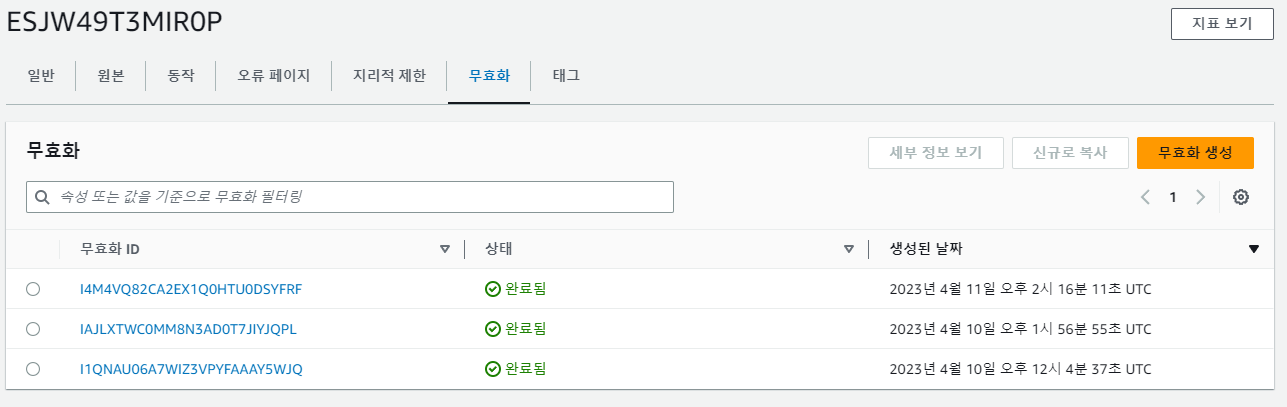 ESJW49T3MIR0P
지표 보기
일반 원본 동작 오류 페이지 지리적 제한 무효화 태그
무효화
세부 정보 보기 신규로 복사 무효화 생성
속성 또는 값을 기준으로 무효화 필터링
1
무효화 ID 상태 생성된 날짜
I4M4VQ82CA2EX1Q0HTU0DSYFRF 완료됨 2023년 4월 11일 오후 2시 16분 11초 UTC
IAJLXTWC0MM8N3AD0T7JIYJQPL 완료됨 2023년 4월 10일 오후 1시 56분 55초 UTC
I1QNAU06A7WIZ3VPYFAAAY5WJQ 완료됨 2023년 4월 10일 오후 12시 4분 37초 UTC